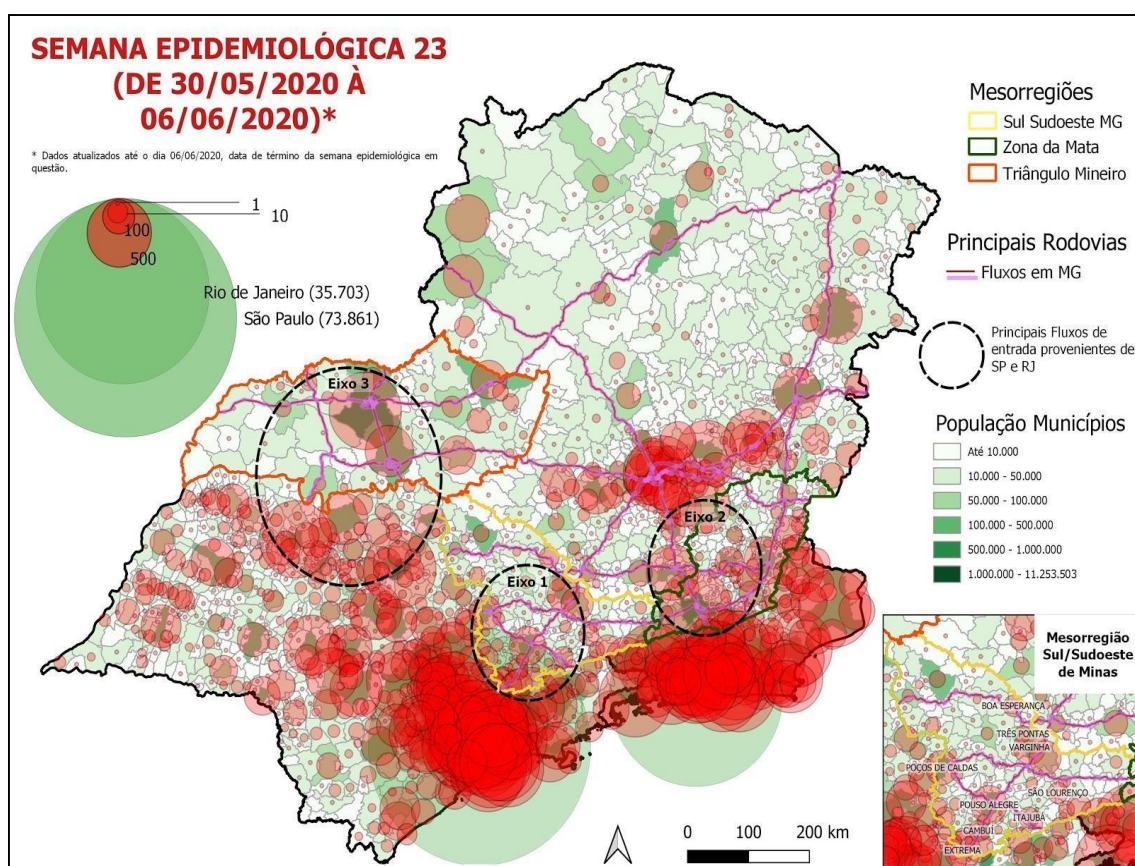 SEMANA EPIDEMIOLÓGICA 23
(DE 30/05/2020 À
06/06/2020)*
* Dados atualizados até o dia 06/06/2020, data de término da semana epidemiológica em
questão.
1
10
100
500
Rio de Janeiro (35.703)
São Paulo (73.861)
Mesorregiões
Sul Sudoeste MG
Zona da Mata
Triângulo Mineiro
Principais Rodovias
Fluxos em MG
Principais Fluxos de
entrada provenientes de
SP e RJ
População Municípios
Até 10.000
10.000 - 50.000
50.000 - 100.000
100.000 - 500.000
500.000 - 1.000.000
1.000.000 - 11.253.503
Eixo 3
Eixo 2
Eixo 1
0 100 200 km
Mesorregião
Sul/Sudoeste
de Minas
BOA ESPERANÇA
TRÊS PONTAS
VARGINHA
POÇOS DE CALDAS
SÃO LOURENÇO
POUSO ALEGRE
ITAJUBÁ
CAMBUÍ
EXTREMA